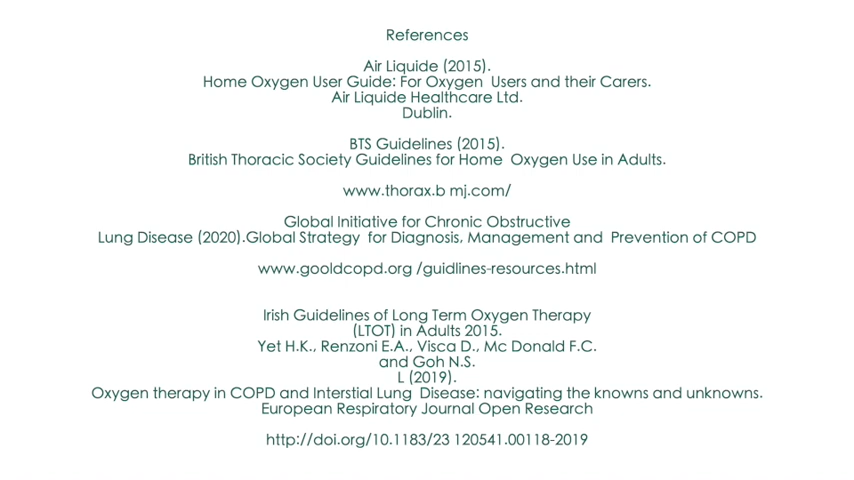 References
Air Liquide (2015).
Home Oxygen User Guide: For Oxygen Users and their Carers.
Air Liquide Healthcare Ltd.
Dublin.
BTS Guidelines (2015).
British Thoracic Society Guidelines for Home Oxygen Use in Adults.
www.thorax.b mj.com/
Global Initiative for Chronic Obstructive
Lung Disease (2020).Global Strategy for Diagnosis, Management and Prevention of COPD
www.gooldcopd.org /guidlines-resources.html
Irish Guidelines of Long Term Oxygen Therapy
(LTOT) in Adults 2015.
Yet H.K., Renzoni E.A., Visca D., Mc Donald F.C.
and Goh N.S.
L (2019).
Oxygen therapy in COPD and Interstial Lung Disease: navigating the knowns and unknowns.
European Respiratory Journal Open Research
http://doi.org/10.1183/23 120541.00118-2019